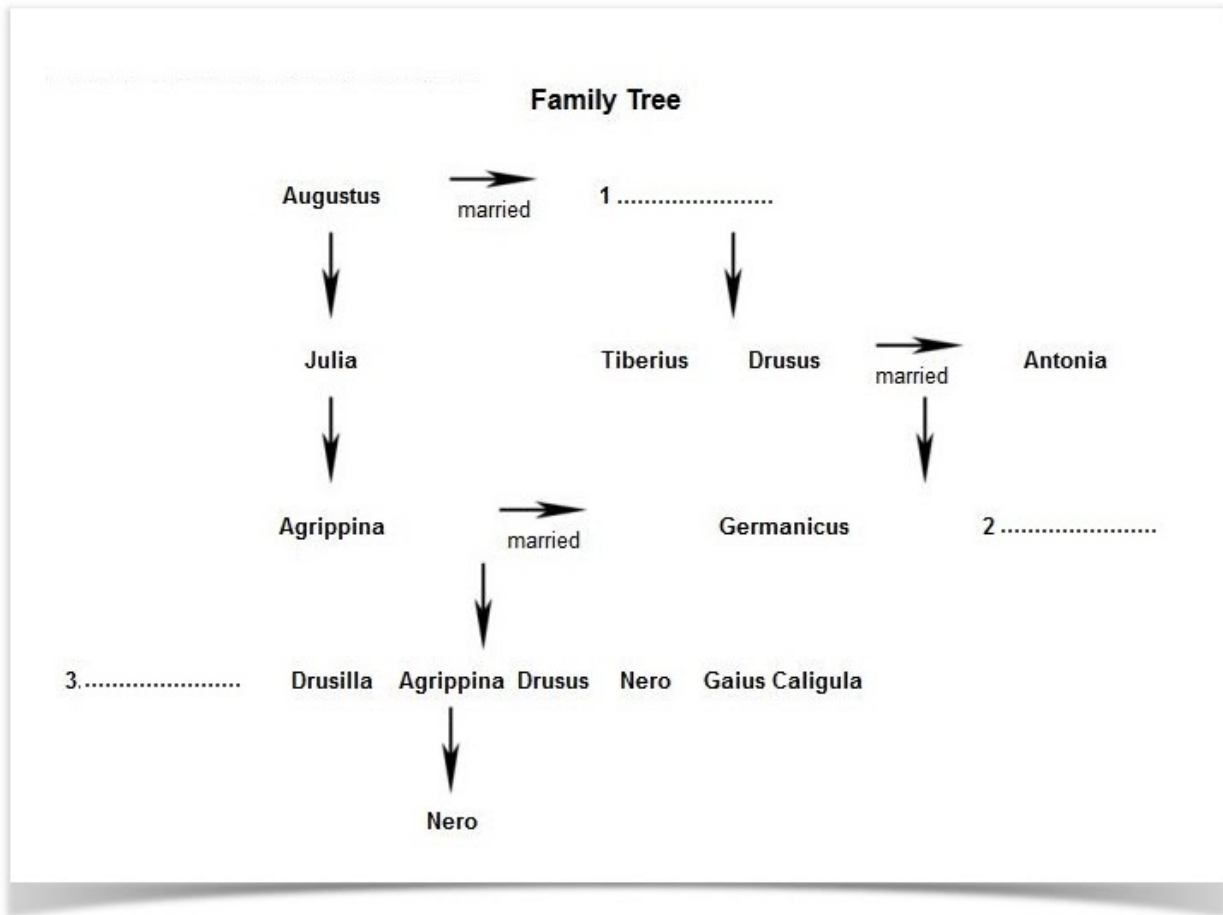 Family Tree
Augustus married 1 ........................
Julia Tiberius Drusus married Antonia
Agrippina married Germanicus 2 ........................
3. ........................ Drusilla Agrippina Drusus Nero Gaius Caligula
Nero